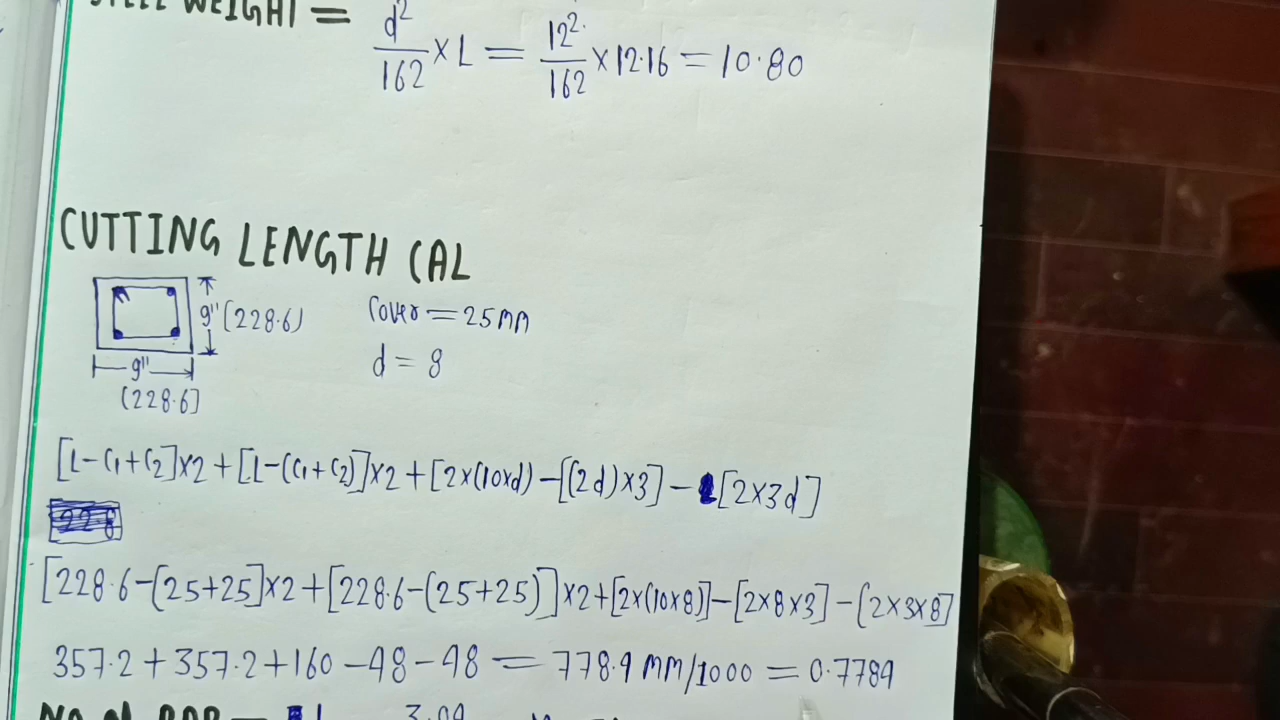 STEEL WEIGHT = d²/162 × L = 12²/162 × 12.16 = 10.80
CUTTING LENGTH CAL
9" (228.6)
Cover = 25MM
d = 8
9"
(228.6]
[L-C1+C2]×2+[L-(C1+C2)]×2+[2×(10×d)-[(2d)×3]-[2×3d]
[228.6-(25+25]×2+[228.6-(25+25)]×2+[2×(10×8)]-[2×8×3]-[2×3×8]
357.2+357.2+160-48-48=778.4 MM/1000=0.7784